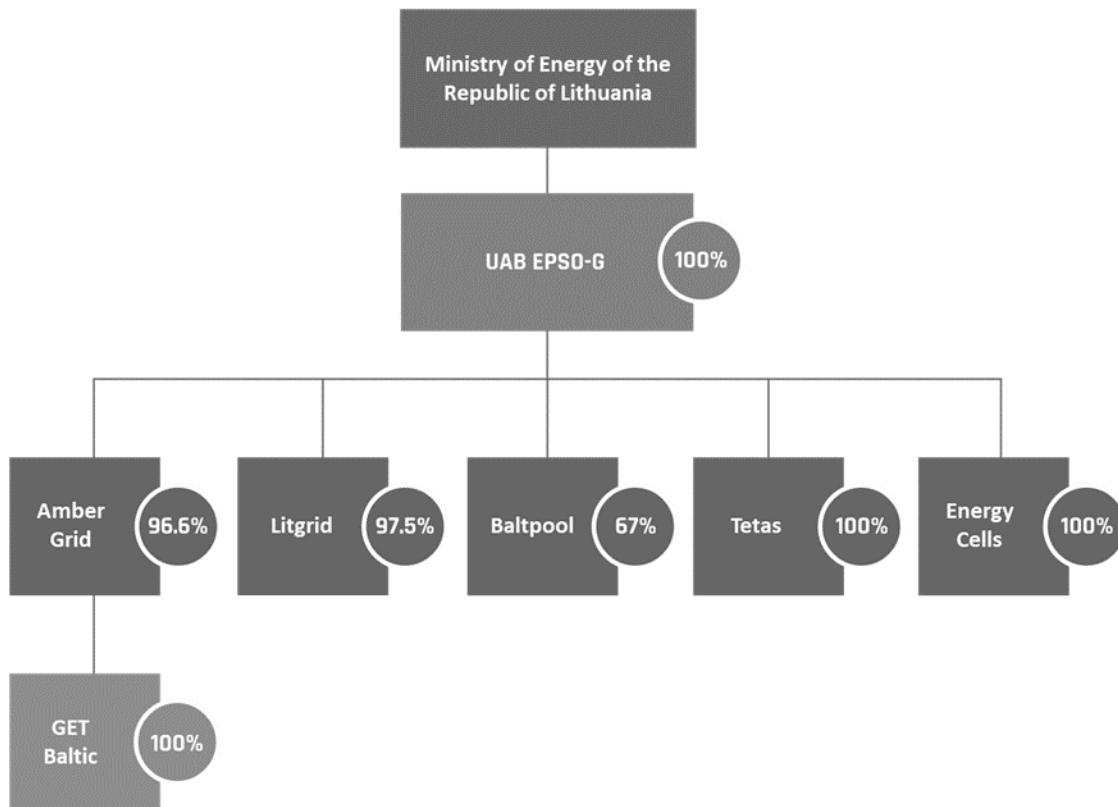 Ministry of Energy of the
Republic of Lithuania
UAB EPSO-G
100%
Amber
Grid
96.6%
Litgrid
97.5%
Baltpool
67%
Tetas
100%
Energy
Cells
100%
GET
Baltic
100%